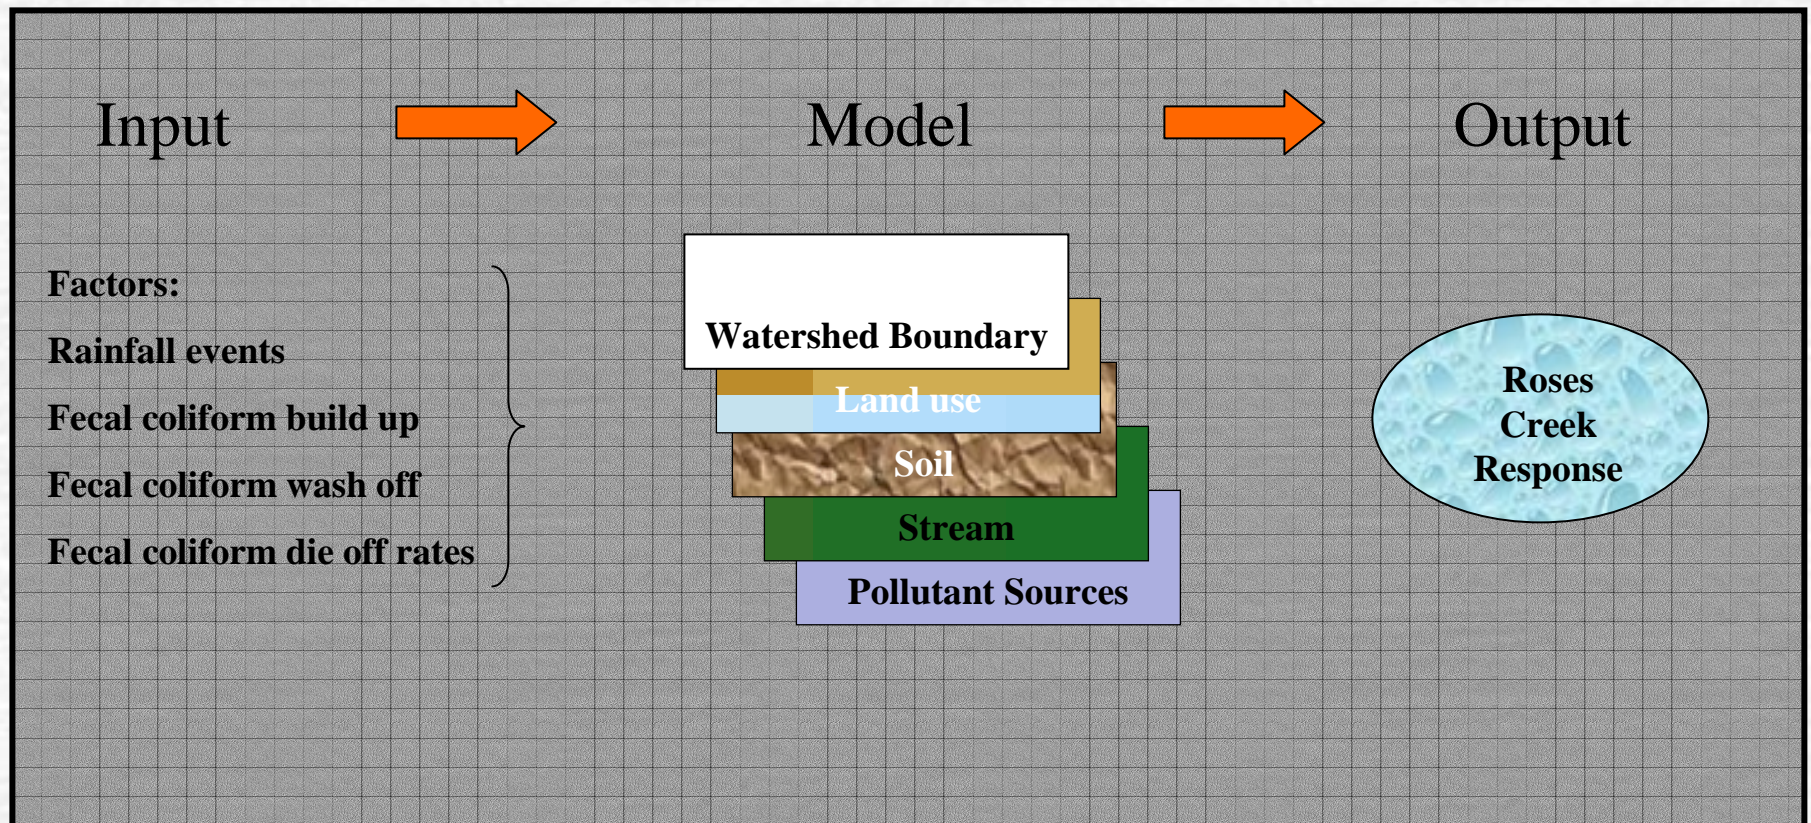 Input
Model
Output
Factors:
Rainfall events
Fecal coliform build up
Fecal coliform wash off
Fecal coliform die off rates
Watershed Boundary
Land use
Soil
Stream
Pollutant Sources
Roses
Creek
Response